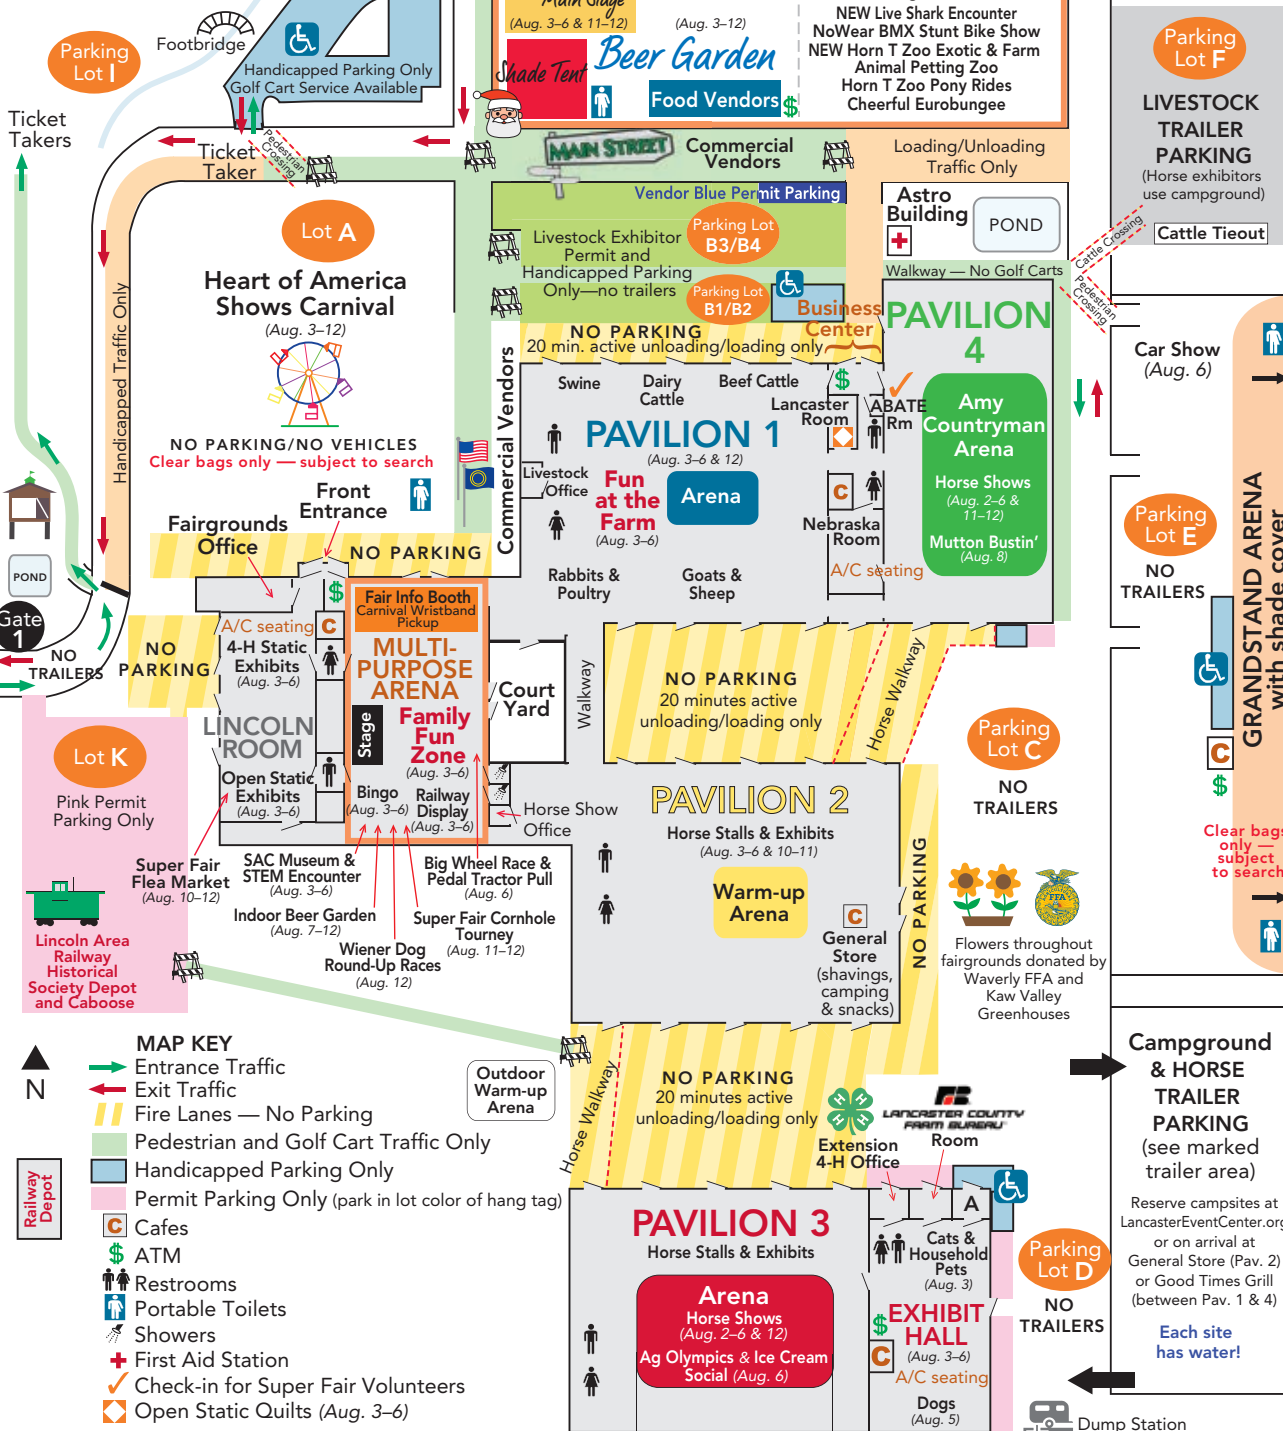 Main Stage
(Aug. 3–6 & 11–12)
(Aug. 3–12)
Shade Tent
Beer Garden
Food Vendors
$
NEW Live Shark Encounter
NoWear BMX Stunt Bike Show
NEW Horn T Zoo Exotic & Farm
Animal Petting Zoo
Horn T Zoo Pony Rides
Cheerful Eurobungee
Parking
Lot I
Footbridge
Handicapped Parking Only
Golf Cart Service Available
Ticket
Takers
Ticket
Taker
Pedestrian
Crossing
MAIN STREET
Commercial
Vendors
Loading/Unloading
Traffic Only
Parking
Lot F
LIVESTOCK
TRAILER
PARKING
(Horse exhibitors
use campground)
Cattle Tieout
Cattle Crossing
Pedestrian
Crossing
Vendor Blue Permit Parking
Parking Lot
B3/B4
Livestock Exhibitor
Permit and
Handicapped Parking
Only—no trailers
Parking Lot
B1/B2
Astro
Building
POND
Walkway — No Golf Carts
Lot A
Heart of America
Shows Carnival
(Aug. 3–12)
NO PARKING/NO VEHICLES
Clear bags only — subject to search
Handicapped Traffic Only
Front
Entrance
Fairgrounds
Office
NO PARKING
Commercial Vendors
NO PARKING
20 min. active unloading/loading only
Business
Center
PAVILION
4
Amy
Countryman
Arena
Horse Shows
(Aug. 2–6 &
11–12)
Mutton Bustin’
(Aug. 8)
Swine
Dairy
Cattle
Beef Cattle
$
Lancaster
Room
ABATE
Rm
PAVILION 1
(Aug. 3–6 & 12)
Livestock
Office
Fun
at the
Farm
(Aug. 3–6)
Arena
C
Nebraska
Room
A/C seating
Rabbits &
Poultry
Goats &
Sheep
Car Show
(Aug. 6)
Parking
Lot E
NO
TRAILERS
GRANDSTAND ARENA
with shade cover
C
$
Clear bags
only —
subject
to search
POND
Gate
1
NO
TRAILERS
NO
PARKING
$
Fair Info Booth
Carnival Wristband
Pickup
A/C seating
C
4-H Static
Exhibits
(Aug. 3–6)
MULTI-
PURPOSE
ARENA
Stage
Family
Fun
Zone
(Aug. 3–6)
LINCOLN
ROOM
Open Static
Exhibits
(Aug. 3–6)
Bingo
(Aug. 3–6)
Railway
Display
(Aug. 3–6)
Court
Yard
Walkway
Horse Show
Office
NO PARKING
20 minutes active
unloading/loading only
Horse Walkway
Parking
Lot C
NO
TRAILERS
Lot K
Pink Permit
Parking Only
Super Fair
Flea Market
(Aug. 10–12)
SAC Museum &
STEM Encounter
(Aug. 3–6)
Big Wheel Race &
Pedal Tractor Pull
(Aug. 6)
Indoor Beer Garden
(Aug. 7–12)
Super Fair Cornhole
Tourney
(Aug. 11–12)
Wiener Dog
Round-Up Races
(Aug. 12)
Lincoln Area
Railway
Historical
Society Depot
and Caboose
PAVILION 2
Horse Stalls & Exhibits
(Aug. 3–6 & 10–11)
Warm-up
Arena
C
General
Store
(shavings,
camping
& snacks)
NO PARKING
FFA
Flowers throughout
fairgrounds donated by
Waverly FFA and
Kaw Valley
Greenhouses
N
MAP KEY
Entrance Traffic
Exit Traffic
Fire Lanes — No Parking
Pedestrian and Golf Cart Traffic Only
Handicapped Parking Only
Permit Parking Only (park in lot color of hang tag)
C Cafes
$ ATM
Restrooms
Portable Toilets
Showers
First Aid Station
Check-in for Super Fair Volunteers
Open Static Quilts (Aug. 3–6)
Railway
Depot
Outdoor
Warm-up
Arena
Horse Walkway
NO PARKING
20 minutes active
unloading/loading only
H H H H
LANCASTER COUNTY
FARM BUREAU
Room
Extension
4-H Office
A
PAVILION 3
Horse Stalls & Exhibits
Arena
Horse Shows
(Aug. 2–6 & 12)
Ag Olympics & Ice Cream
Social (Aug. 6)
Cats &
Household
Pets
(Aug. 3)
$
EXHIBIT
HALL
(Aug. 3–6)
C
A/C seating
Dogs
(Aug. 5)
Parking
Lot D
NO
TRAILERS
Campground
& HORSE
TRAILER
PARKING
(see marked
trailer area)
Reserve campsites at
LancasterEventCenter.org
or on arrival at
General Store (Pav. 2)
or Good Times Grill
(between Pav. 1 & 4)
Each site
has water!
Dump Station